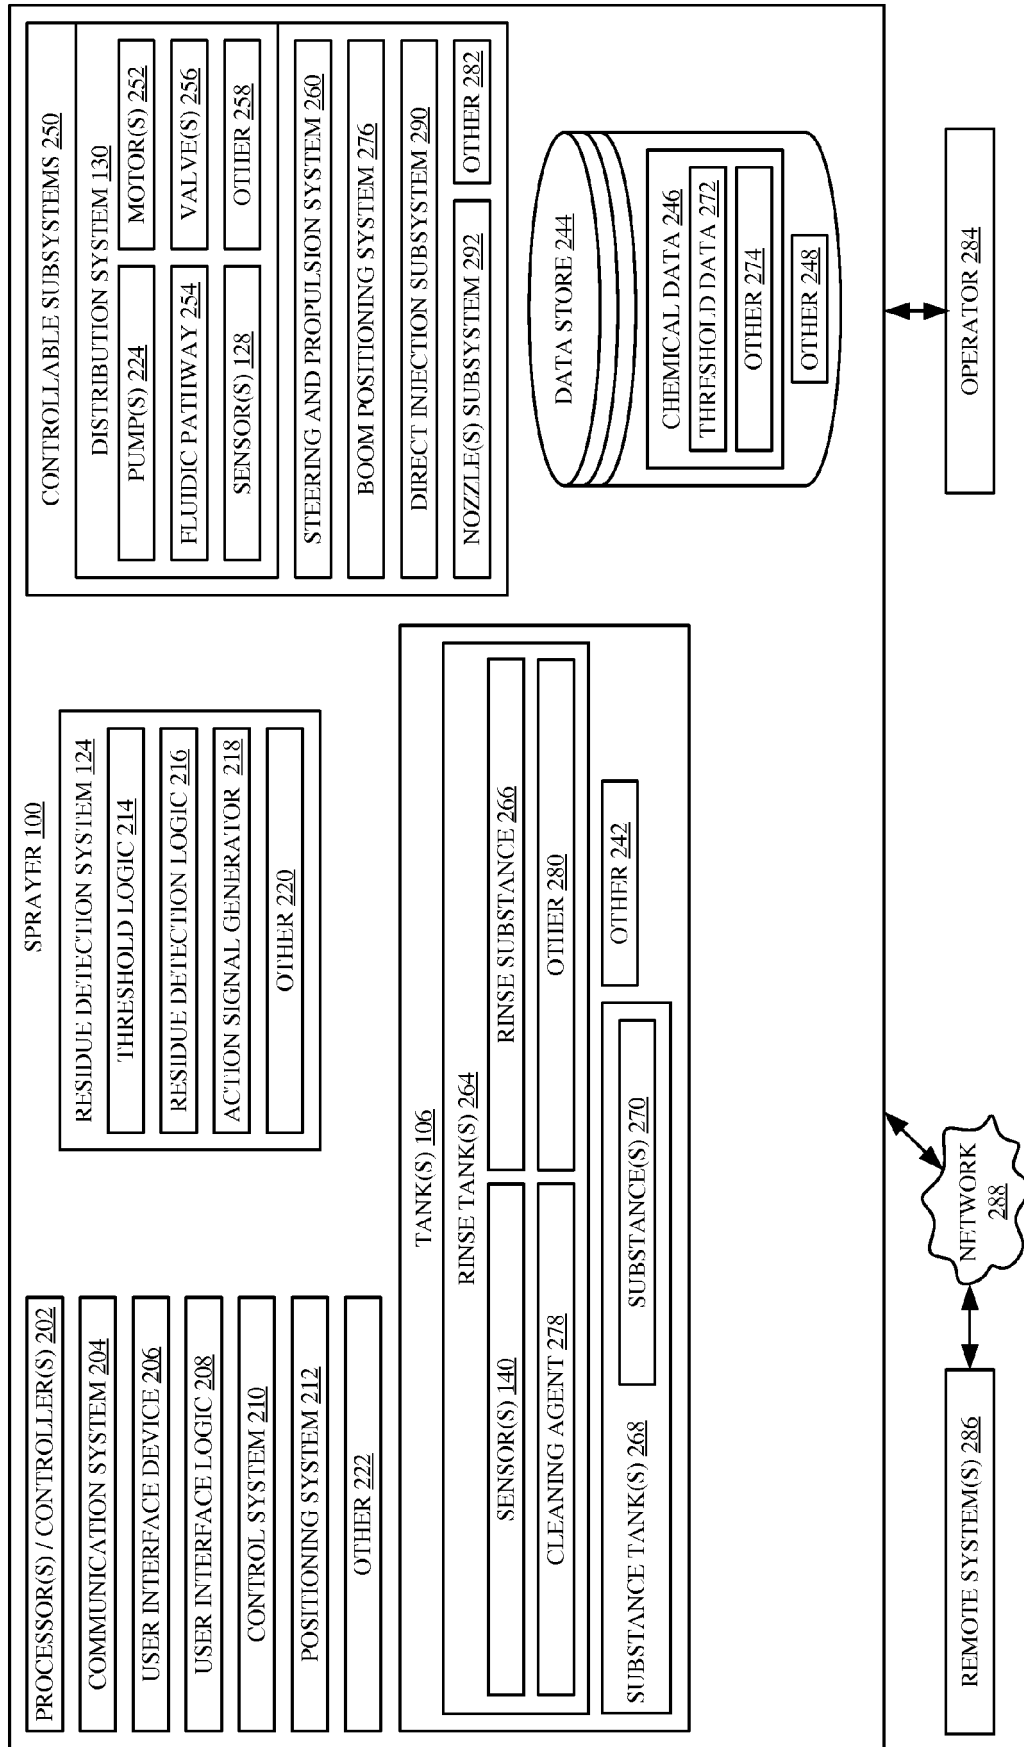 SPRAYER 100
PROCESSOR(S) / CONTROLLER(S) 202
COMMUNICATION SYSTEM 204
USER INTERFACE DEVICE 206
USER INTERFACE LOGIC 208
CONTROL SYSTEM 210
POSITIONING SYSTEM 212
OTHER 222
RESIDUE DETECTION SYSTEM 124
THRESHOLD LOGIC 214
RESIDUE DETECTION LOGIC 216
ACTION SIGNAL GENERATOR 218
OTHER 220
CONTROLLABLE SUBSYSTEMS 250
DISTRIBUTION SYSTEM 130
PUMP(S) 224
MOTOR(S) 252
FLUIDIC PATHWAY 254
VALVE(S) 256
SENSOR(S) 128
OTHER 258
STEERING AND PROPULSION SYSTEM 260
BOOM POSITIONING SYSTEM 276
DIRECT INJECTION SUBSYSTEM 290
NOZZLE(S) SUBSYSTEM 292
OTHER 282
TANK(S) 106
RINSE TANK(S) 264
SENSOR(S) 140
RINSE SUBSTANCE 266
CLEANING AGENT 278
OTHER 280
SUBSTANCE TANK(S) 268
SUBSTANCE(S) 270
OTHER 242
DATA STORE 244
CHEMICAL DATA 246
THRESHOLD DATA 272
OTHER 274
OTHER 248
REMOTE SYSTEM(S) 286
NETWORK
288
OPERATOR 284